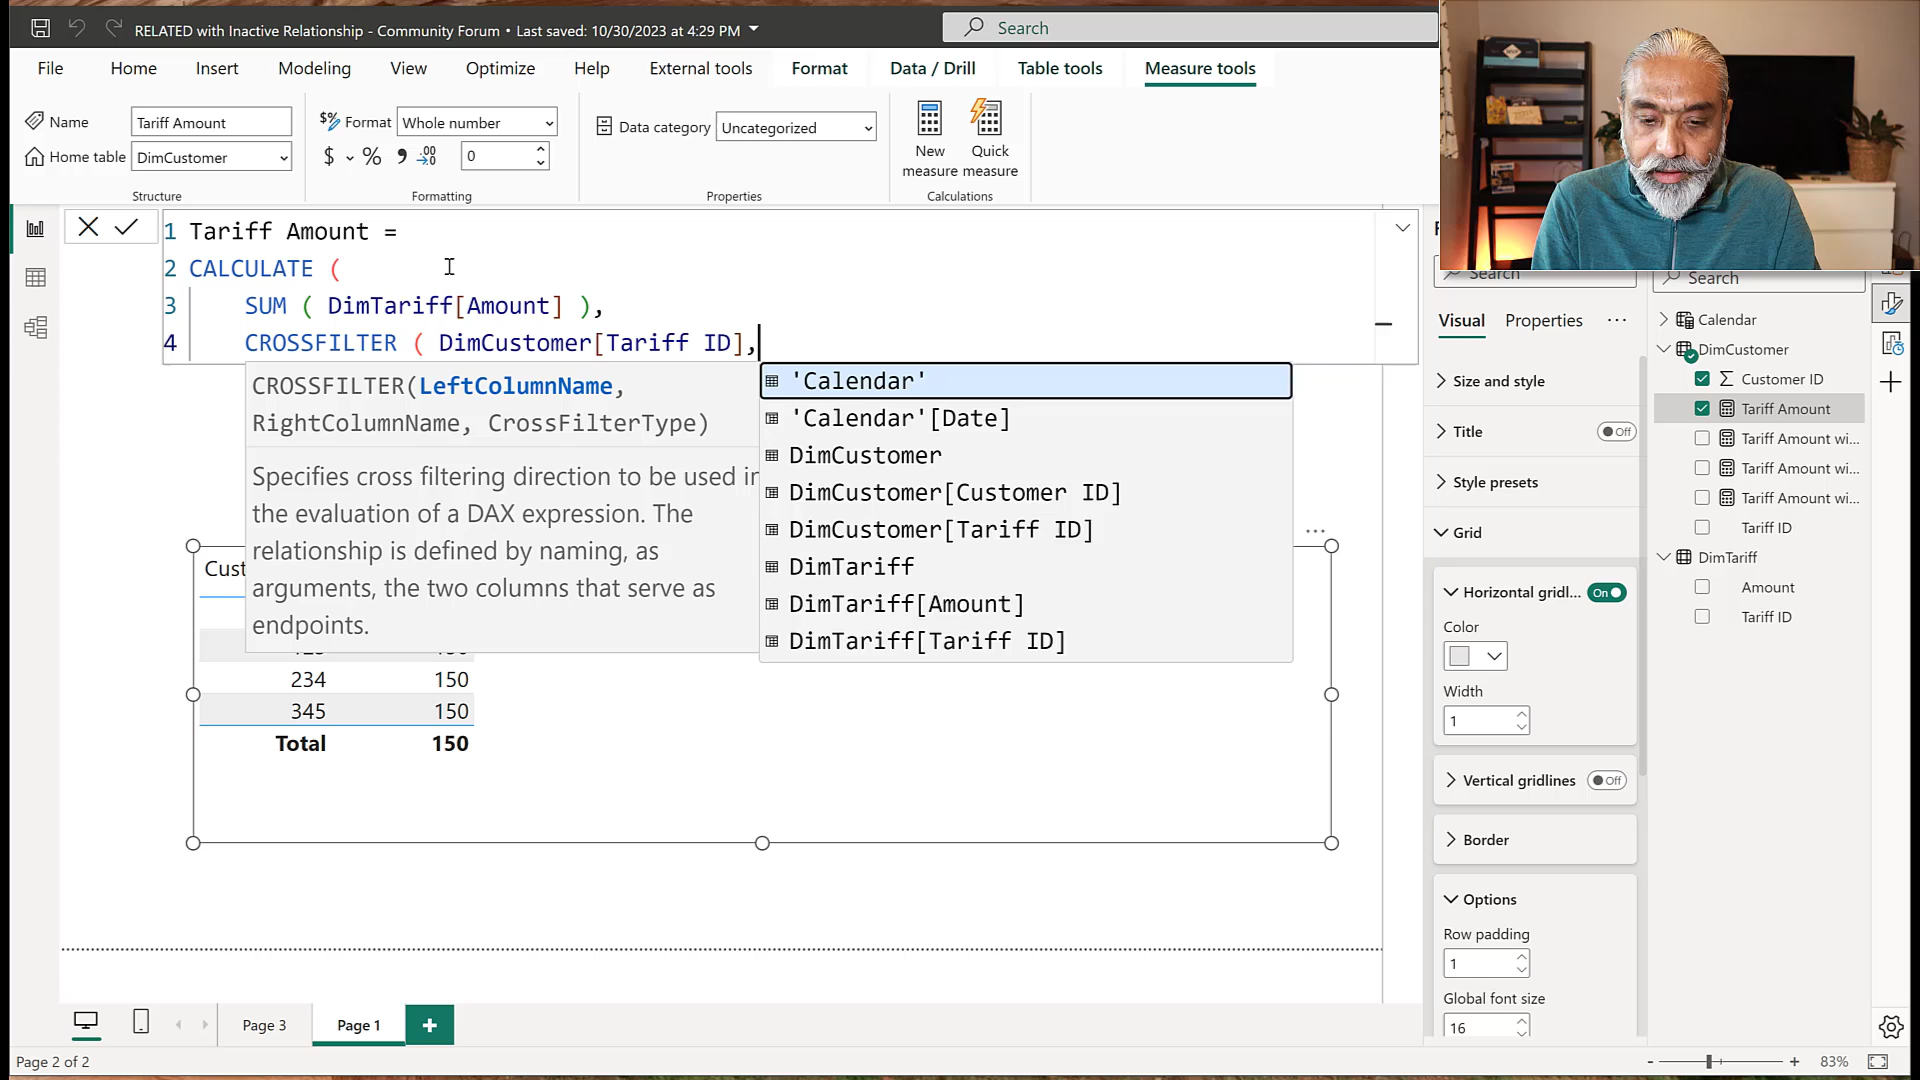 RELATED with Inactive Relationship - Community Forum • Last saved: 10/30/2023 at 4:29 PM
Search
File
Home
Insert
Modeling
View
Optimize
Help
External tools
Format
Data / Drill
Table tools
Measure tools
Name
Tariff Amount
Home table
DimCustomer
Structure
Format
Whole number
$
%
0
Formatting
Data category
Uncategorized
Properties
New
measure
Quick
measure
Calculations
1 Tariff Amount =
2 CALCULATE (
3 SUM ( DimTariff[Amount] ),
4 CROSSFILTER ( DimCustomer[Tariff ID],
CROSSFILTER(LeftColumnName,
RightColumnName, CrossFilterType)
Specifies cross filtering direction to be used in
the evaluation of a DAX expression. The
relationship is defined by naming, as
arguments, the two columns that serve as
endpoints.
'Calendar'
'Calendar'[Date]
DimCustomer
DimCustomer[Customer ID]
DimCustomer[Tariff ID]
DimTariff
DimTariff[Amount]
DimTariff[Tariff ID]
234 150
345 150
Total 150
Search
Visual
Properties
Size and style
Title
Off
Style presets
Grid
Horizontal gridl...
On
Color
Width
1
Vertical gridlines
Off
Border
Options
Row padding
1
Global font size
16
Search
Calendar
DimCustomer
Customer ID
Tariff Amount
Tariff Amount wi...
Tariff Amount wi...
Tariff Amount wi...
Tariff ID
DimTariff
Amount
Tariff ID
Page 3
Page 1
+
Page 2 of 2
- + 83%